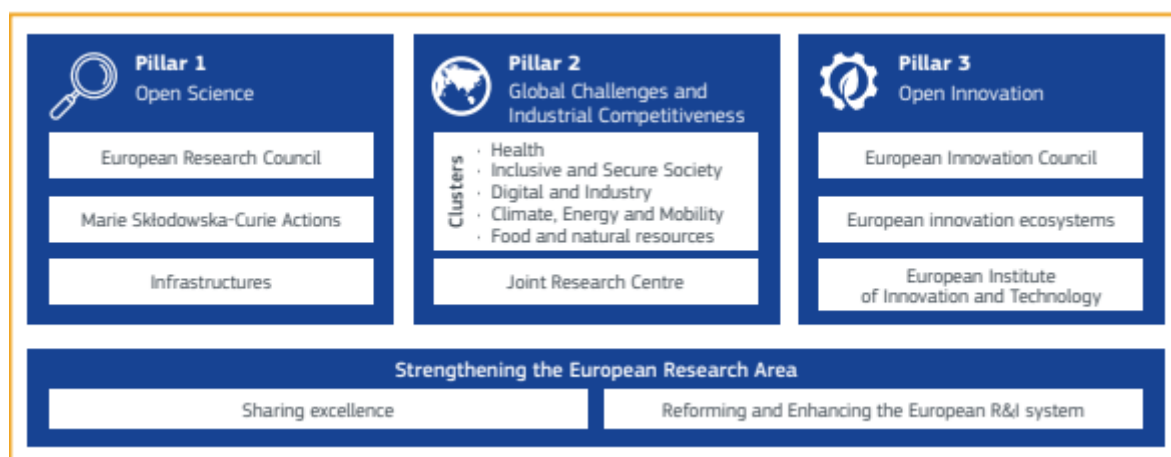 Pillar 1
Open Science
European Research Council
Marie Skłodowska-Curie Actions
Infrastructures
Pillar 2
Global Challenges and
Industrial Competitiveness
Clusters
· Health
· Inclusive and Secure Society
· Digital and Industry
· Climate, Energy and Mobility
· Food and natural resources
Joint Research Centre
Pillar 3
Open Innovation
European Innovation Council
European innovation ecosystems
European Institute
of Innovation and Technology
Strengthening the European Research Area
Sharing excellence
Reforming and Enhancing the European R&I system